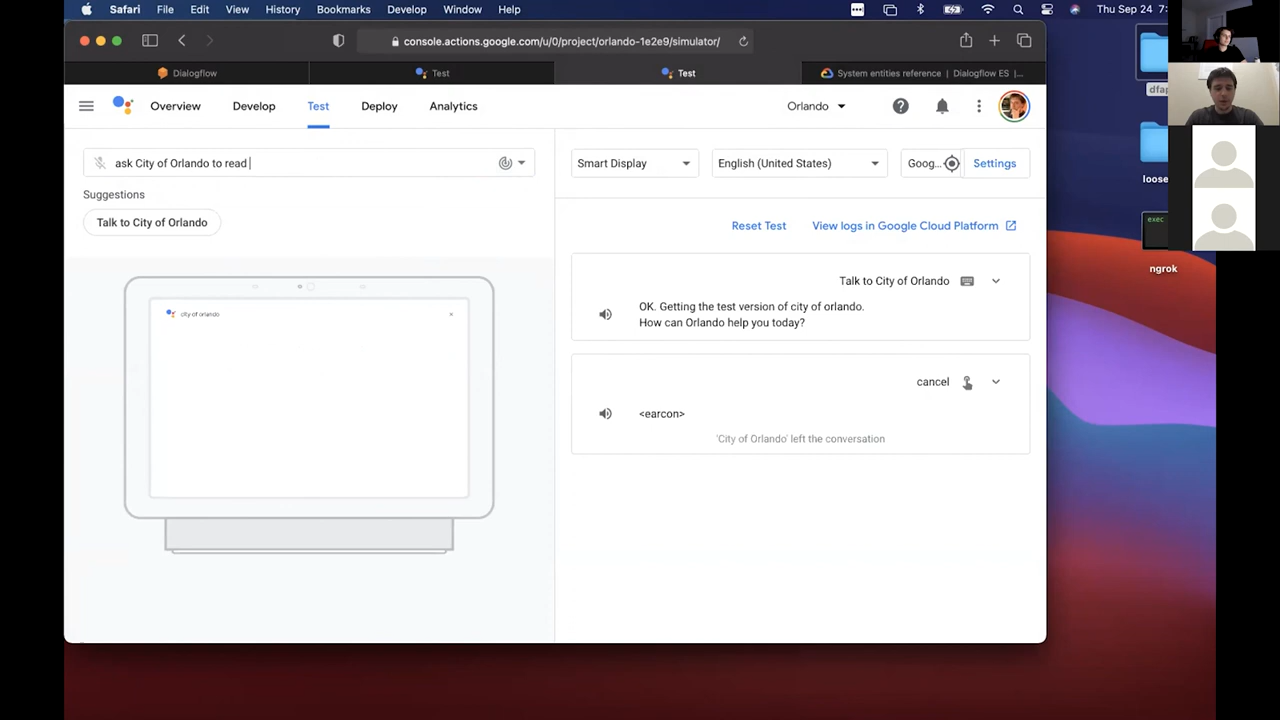 Safari File Edit View History Bookmarks Develop Window Help
Thu Sep 24
console.actions.google.com/u/0/project/orlando-1e2e9/simulator/
Dialogflow
Test
Test
System entities reference | Dialogflow ES |...
Overview Develop Test Deploy Analytics
Orlando
ask City of Orlando to read
Smart Display
English (United States)
Goog...
Settings
Suggestions
Talk to City of Orlando
Reset Test
View logs in Google Cloud Platform
city of orlando
Talk to City of Orlando
OK. Getting the test version of city of orlando.
How can Orlando help you today?
cancel
<earcon>
'City of Orlando' left the conversation
exec
ngrok